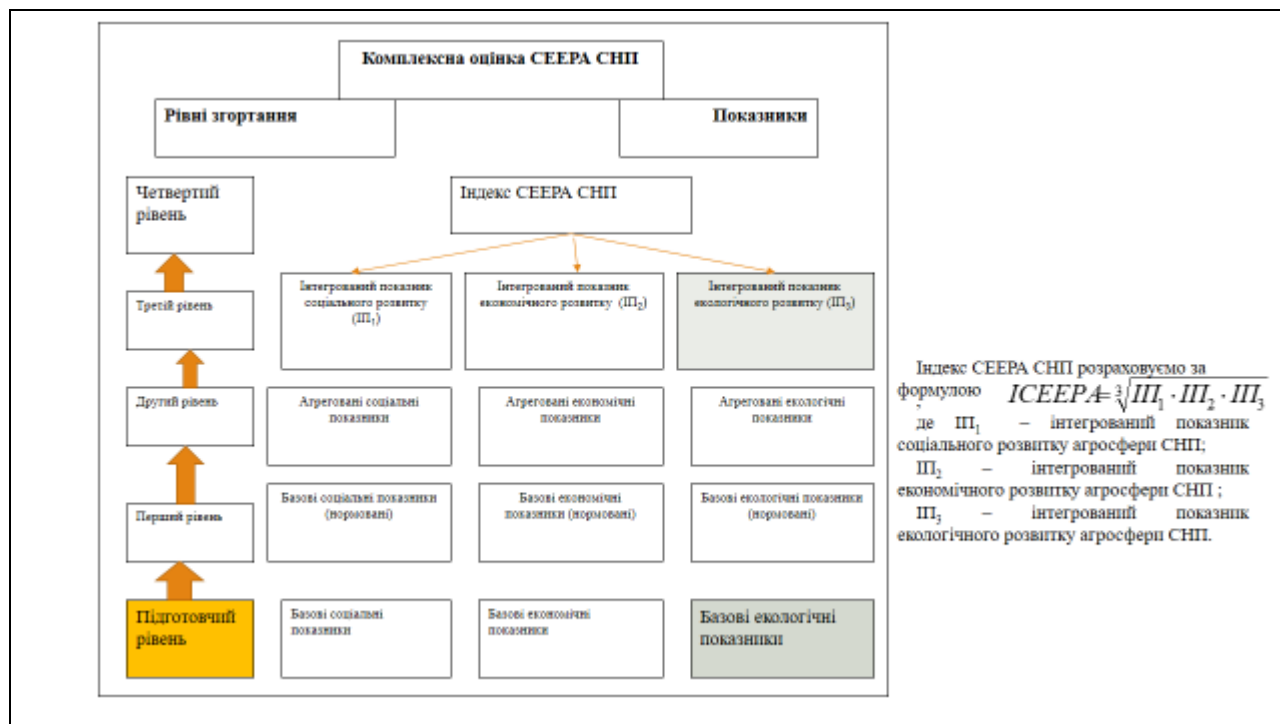 Комплексна оцінка СЕЕРА СНП
Рівні згортання
Показники
Четвертий
рівень
Індекс СЕЕРА СНП
Третій рівень
Інтегрований показник
соціального розвитку
(ІП1)
Інтегрований показник
економічного розвитку (ІП2)
Інтегрований показник
екологічного розвитку (ІП3)
Другий рівень
Агреговані соціальні
показники
Агреговані економічні
показники
Агреговані екологічні
показники
Перший рівень
Базові соціальні показники
(нормовані)
Базові економічні
показники (нормовані)
Базові екологічні показники
(нормовані)
Підготовчий
рівень
Базові соціальні
показники
Базові економічні
показники
Базові екологічні
показники
Індекс СЕЕРА СНП розраховуємо за
формулою ІСЕЕРА=∛ІП1 · ІП2 · ІП3
,
де ІП1 – інтегрований показник
соціального розвитку агросфери СНП;
ІП2 – інтегрований показник
економічного розвитку агросфери СНП ;
ІП3 – інтегрований показник
екологічного розвитку агросфери СНП.